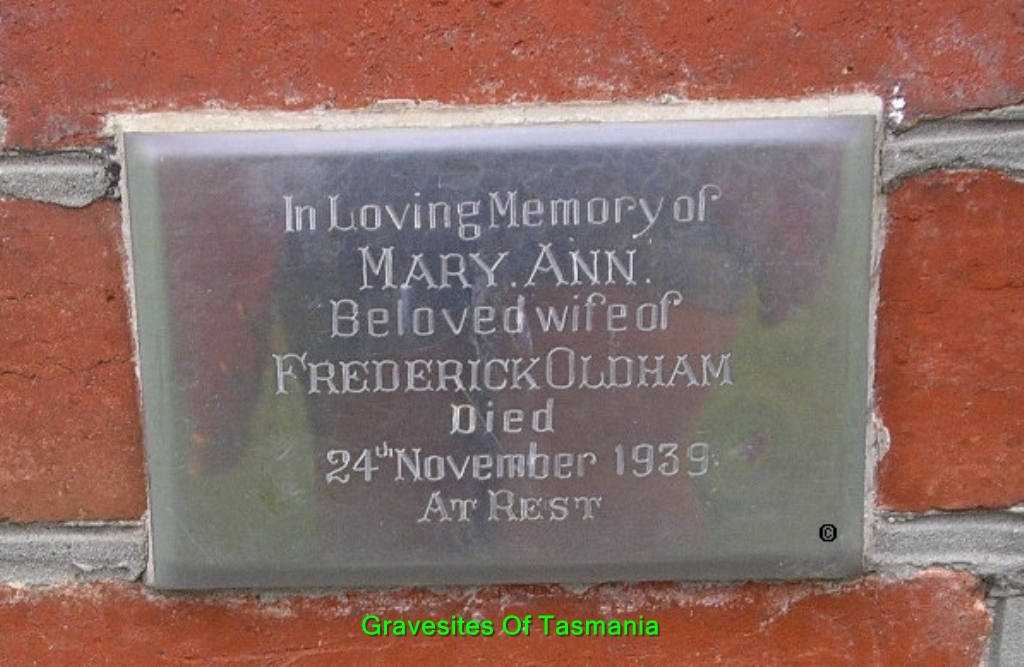 In Loving Memory of
MARY. ANN.
Beloved wife of
FREDERICK OLDHAM
Died
24th November 1939.
AT REST
©
Gravesites Of Tasmania